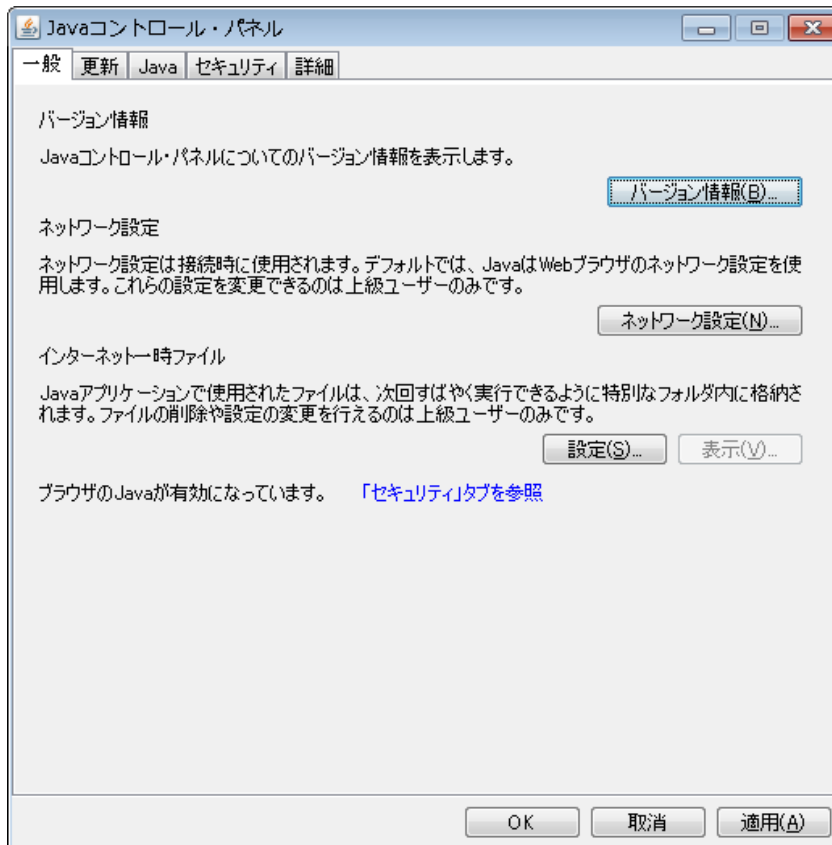 Javaコントロール・パネル
一般 更新 Java セキュリティ 詳細
バージョン情報
Javaコントロール・パネルについてのバージョン情報を表示します。
バージョン情報(B)...
ネットワーク設定
ネットワーク設定は接続時に使用されます。デフォルトでは、JavaはWebブラウザのネットワーク設定を使
用します。これらの設定を変更できるのは上級ユーザーのみです。
ネットワーク設定(N)...
インターネット一時ファイル
Javaアプリケーションで使用されたファイルは、次回すばやく実行できるように特別なフォルダ内に格納さ
れます。ファイルの削除や設定の変更を行えるのは上級ユーザーのみです。
設定(S)... 表示(V)...
ブラウザのJavaが有効になっています。 「セキュリティ」タブを参照
OK 取消 適用(A)